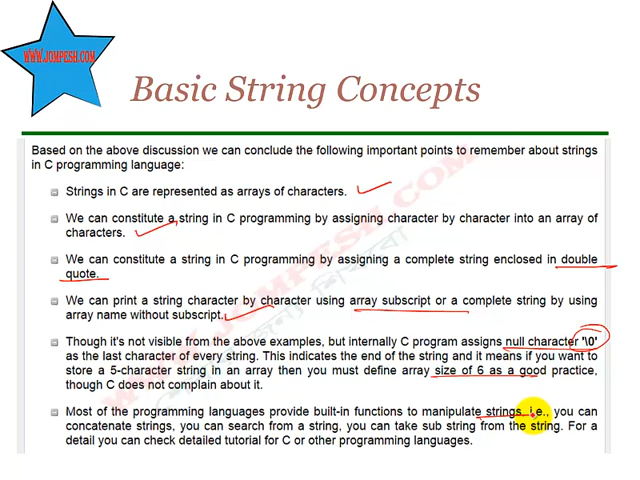 WWW.JOMPESH.COM
Basic String Concepts
Based on the above discussion we can conclude the following important points to remember about strings
in C programming language:
Strings in C are represented as arrays of characters.
We can constitute a string in C programming by assigning character by character into an array of
characters.
We can constitute a string in C programming by assigning a complete string enclosed in double
quote.
We can print a string character by character using array subscript or a complete string by using
array name without subscript.
Though it's not visible from the above examples, but internally C program assigns null character '\0'
as the last character of every string. This indicates the end of the string and it means if you want to
store a 5-character string in an array then you must define array size of 6 as a good practice,
though C does not complain about it.
Most of the programming languages provide built-in functions to manipulate strings, i.e., you can
concatenate strings, you can search from a string, you can take sub string from the string. For a
detail you can check detailed tutorial for C or other programming languages.
WWW.JOMPESH.COM